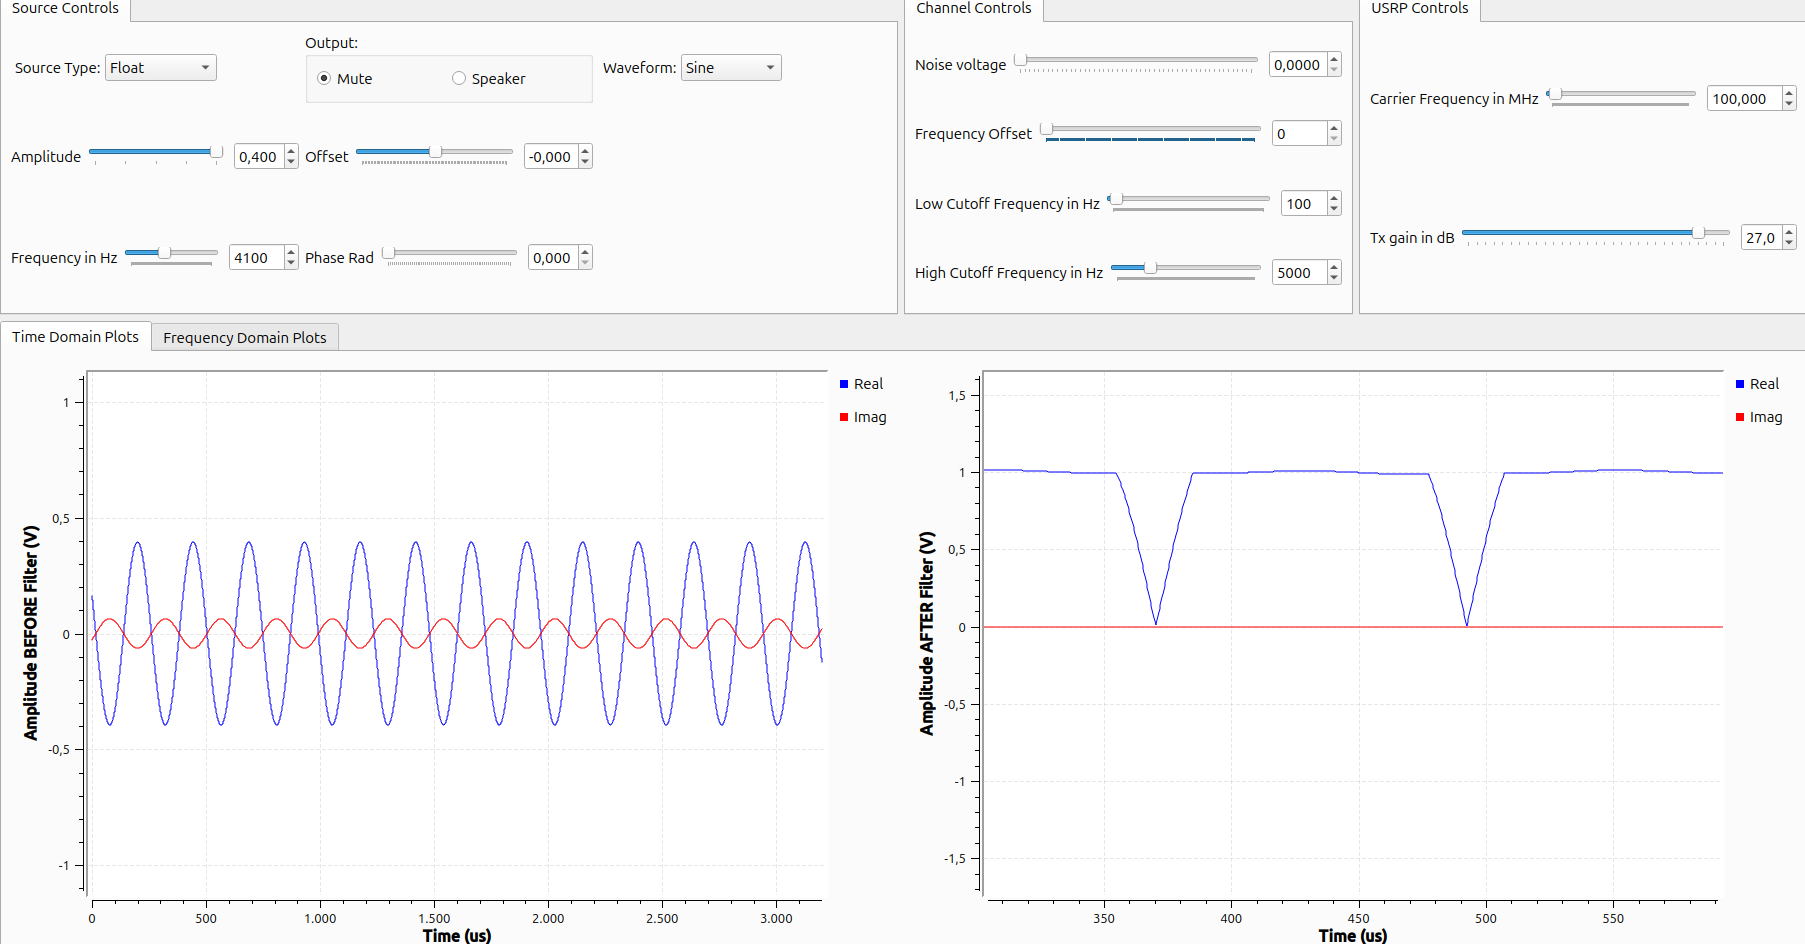 Source Controls
Source Type: Float
Output:
Mute
Speaker
Waveform: Sine
Amplitude 0,400
Offset -0,000
Frequency in Hz 4100
Phase Rad 0,000
Channel Controls
Noise voltage 0,0000
Frequency Offset 0
Low Cutoff Frequency in Hz 100
High Cutoff Frequency in Hz 5000
USRP Controls
Carrier Frequency in MHz 100,000
Tx gain in dB 27,0
Time Domain Plots
Frequency Domain Plots
Amplitude BEFORE Filter (V)
1
0,5
0
-0,5
-1
0 500 1.000 1.500 2.000 2.500 3.000
Time (us)
Real
Imag
Amplitude AFTER Filter (V)
1,5
1
0,5
0
-0,5
-1
-1,5
350 400 450 500 550
Time (us)
Real
Imag